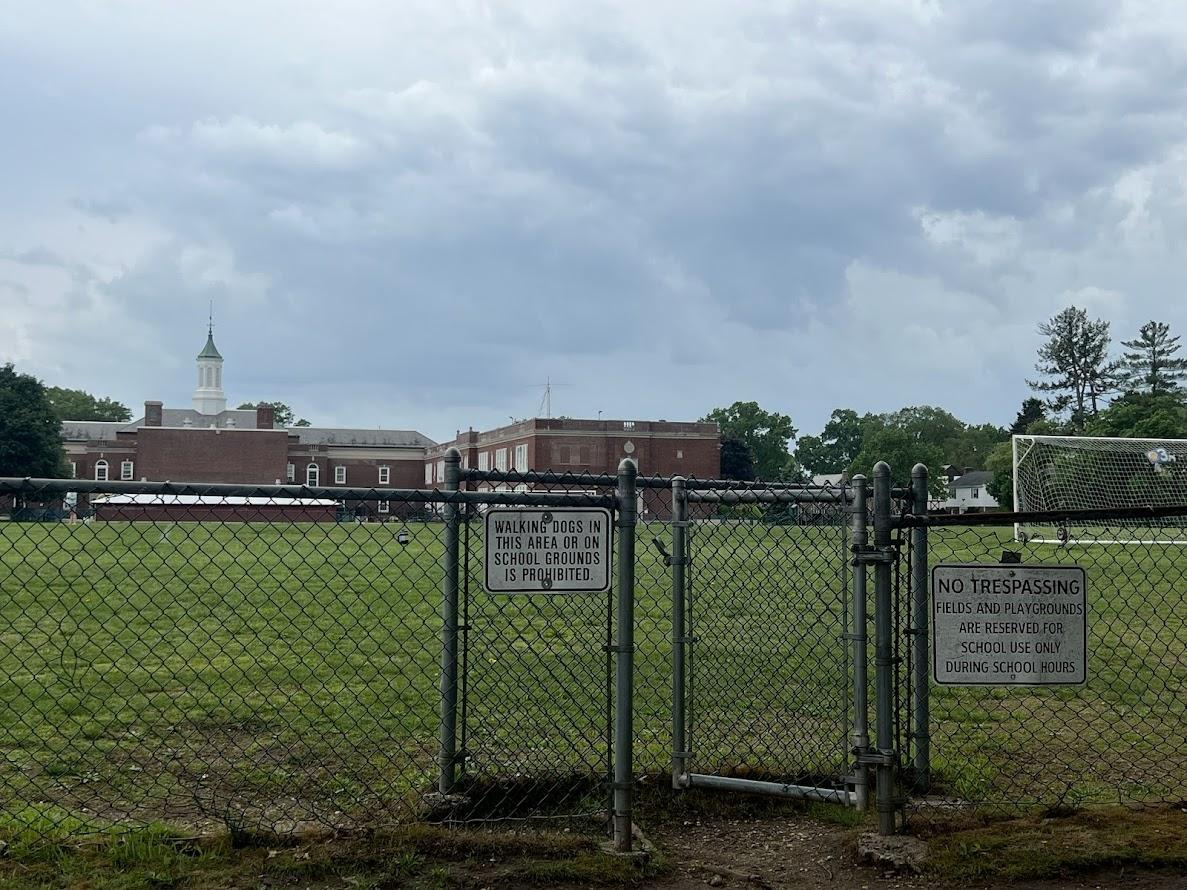 WALKING DOGS IN
THIS AREA OR ON
SCHOOL GROUNDS
IS PROHIBITED.
NO TRESPASSING
FIELDS AND PLAYGROUNDS
ARE RESERVED FOR
SCHOOL USE ONLY
DURING SCHOOL HOURS